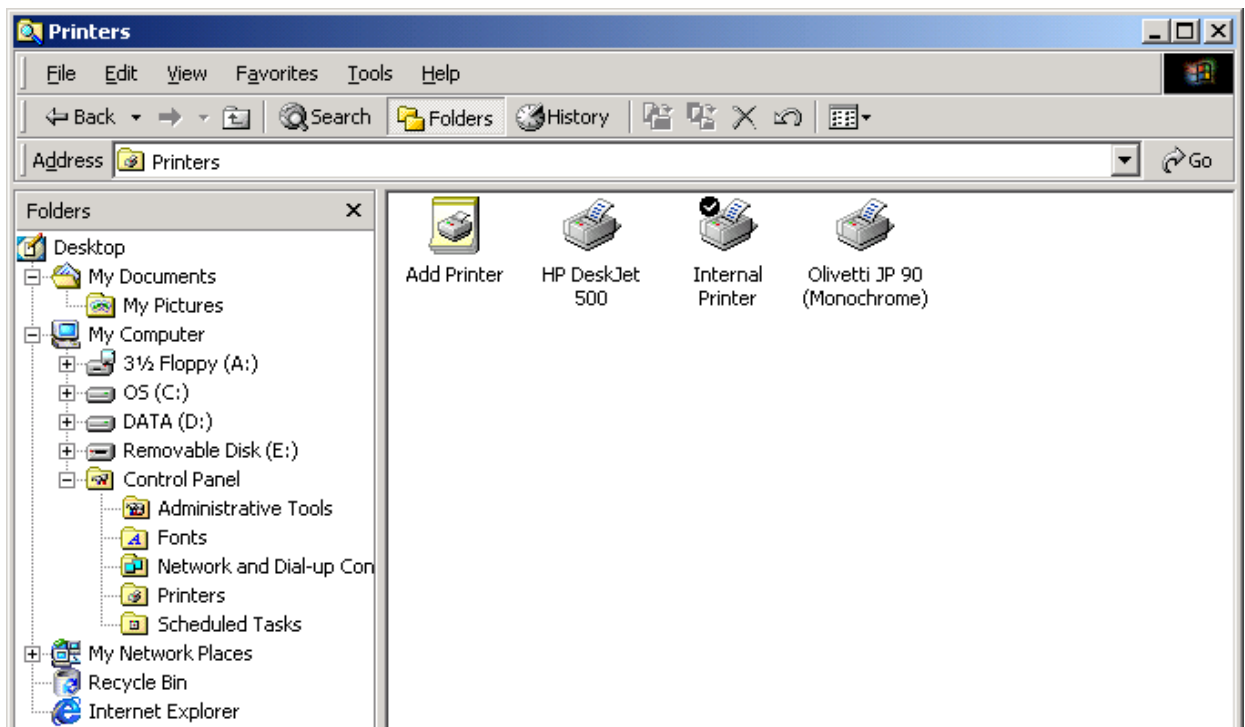 Printers
File Edit View Favorites Tools Help
Back Search Folders History
Address Printers Go
Folders
Desktop
My Documents
My Pictures
My Computer
3½ Floppy (A:)
OS (C:)
DATA (D:)
Removable Disk (E:)
Control Panel
Administrative Tools
Fonts
Network and Dial-up Con
Printers
Scheduled Tasks
My Network Places
Recycle Bin
Internet Explorer
Add Printer
HP DeskJet
500
Internal
Printer
Olivetti JP 90
(Monochrome)